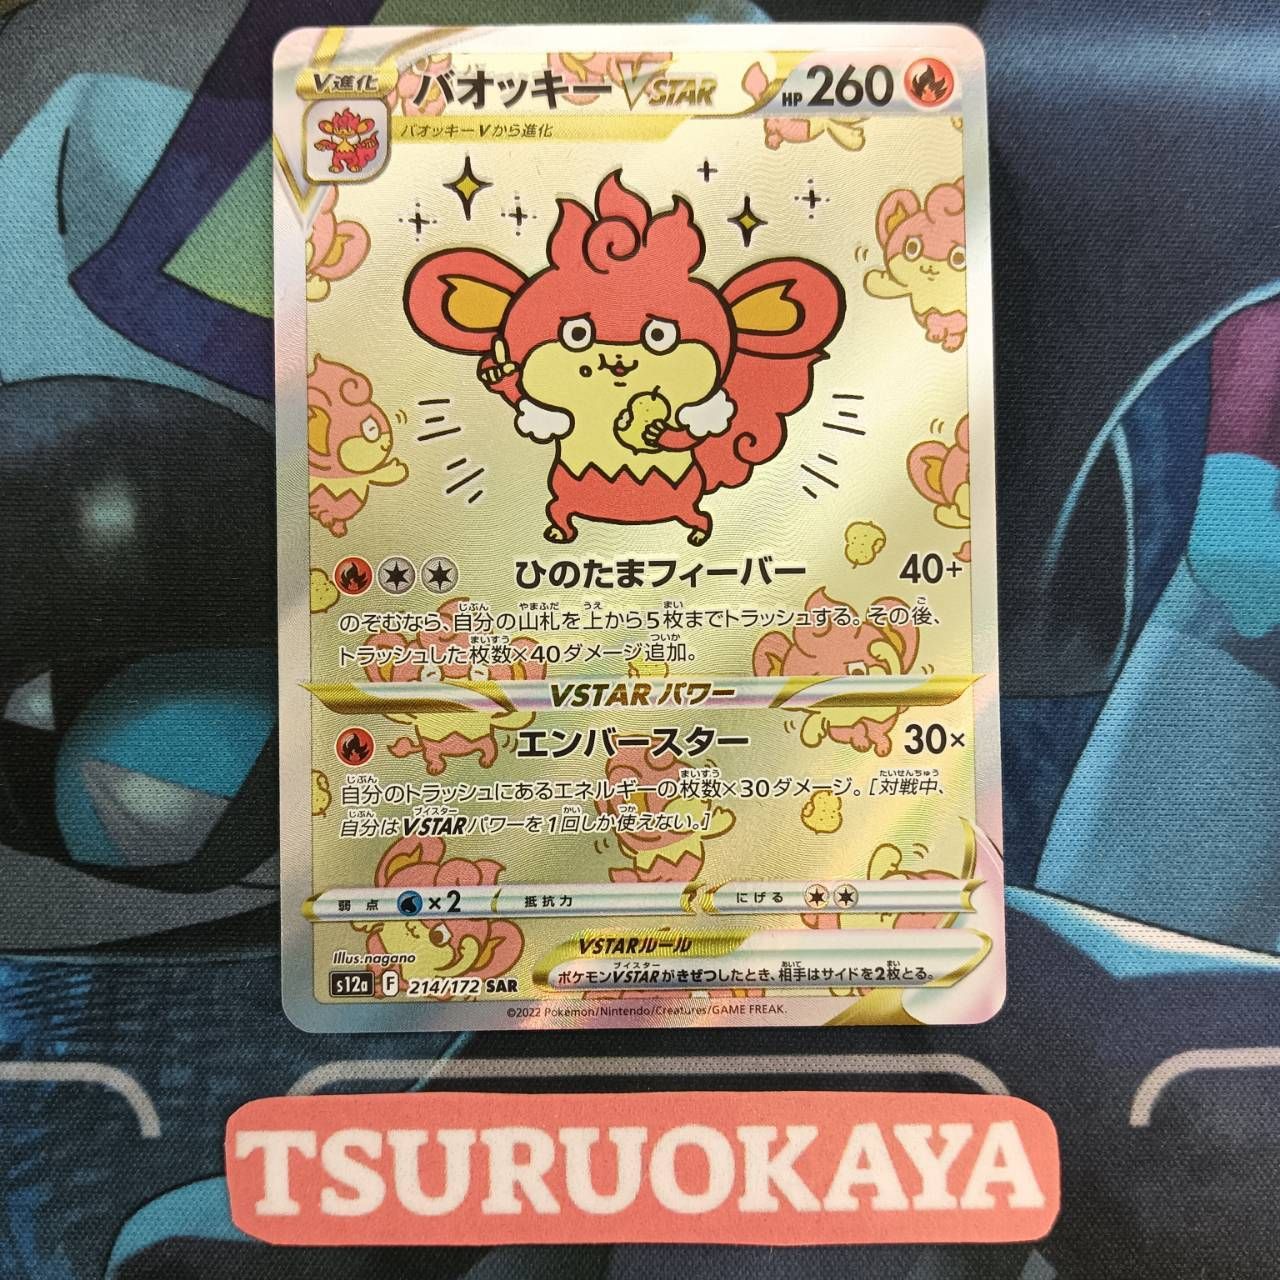 V進化
バオッキーVSTAR
HP260
バオッキーVから進化
ひのたまフィーバー 40+
のぞむなら、自分の山札を上から5枚までトラッシュする。その後、
トラッシュした枚数×40ダメージ追加。
VSTARパワー
エンバースター 30×
自分のトラッシュにあるエネルギーの枚数×30ダメージ。[対戦中、
自分はVSTARパワーを1回しか使えない。]
弱点 ×2 抵抗力 にげる
Illus.nagano
VSTARルール
ポケモンVSTARがきぜつしたとき、相手はサイドを2枚とる。
s12a F 214/172 SAR
©2022 Pokémon/Nintendo/Creatures/GAME FREAK.
TSURUOKAYA